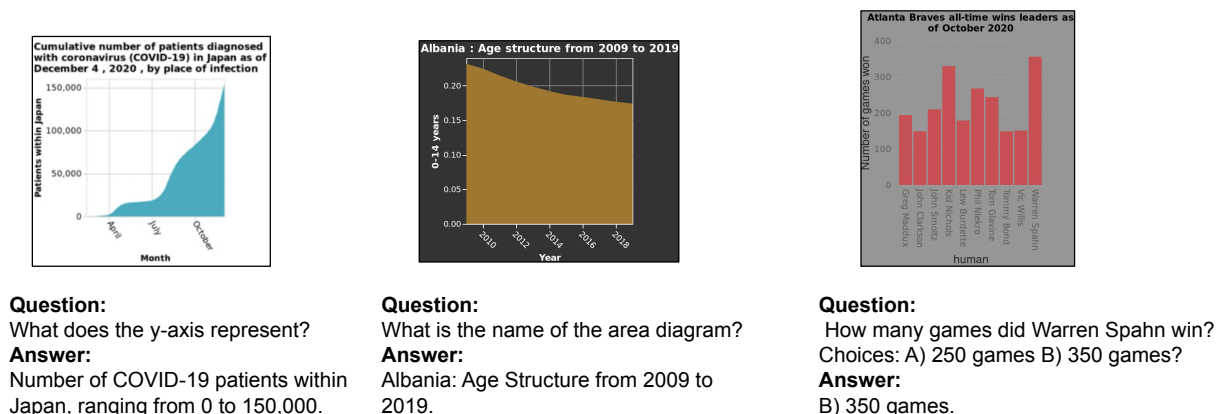 Cumulative number of patients diagnosed
with coronavirus (COVID-19) in Japan as of
December 4 , 2020 , by place of infection
Patients within Japan
150,000
100,000
50,000
0
April
July
October
Month
Question:
What does the y-axis represent?
Answer:
Number of COVID-19 patients within
Japan, ranging from 0 to 150,000.
Albania : Age structure from 2009 to 2019
0-14 years
0.20
0.15
0.10
0.05
0.00
2010
2012
2014
2016
2018
Year
Question:
What is the name of the area diagram?
Answer:
Albania: Age Structure from 2009 to
2019.
Atlanta Braves all-time wins leaders as
of October 2020
Number of games won
400
300
200
100
0
Greg Maddux
John Clarkson
John Smoltz
Kid Nichols
Lew Burdette
Phil Niekro
Tom Glavine
Tommy Bond
Vic Willis
Warren Spahn
human
Question:
How many games did Warren Spahn win?
Choices: A) 250 games B) 350 games?
Answer:
B) 350 games.